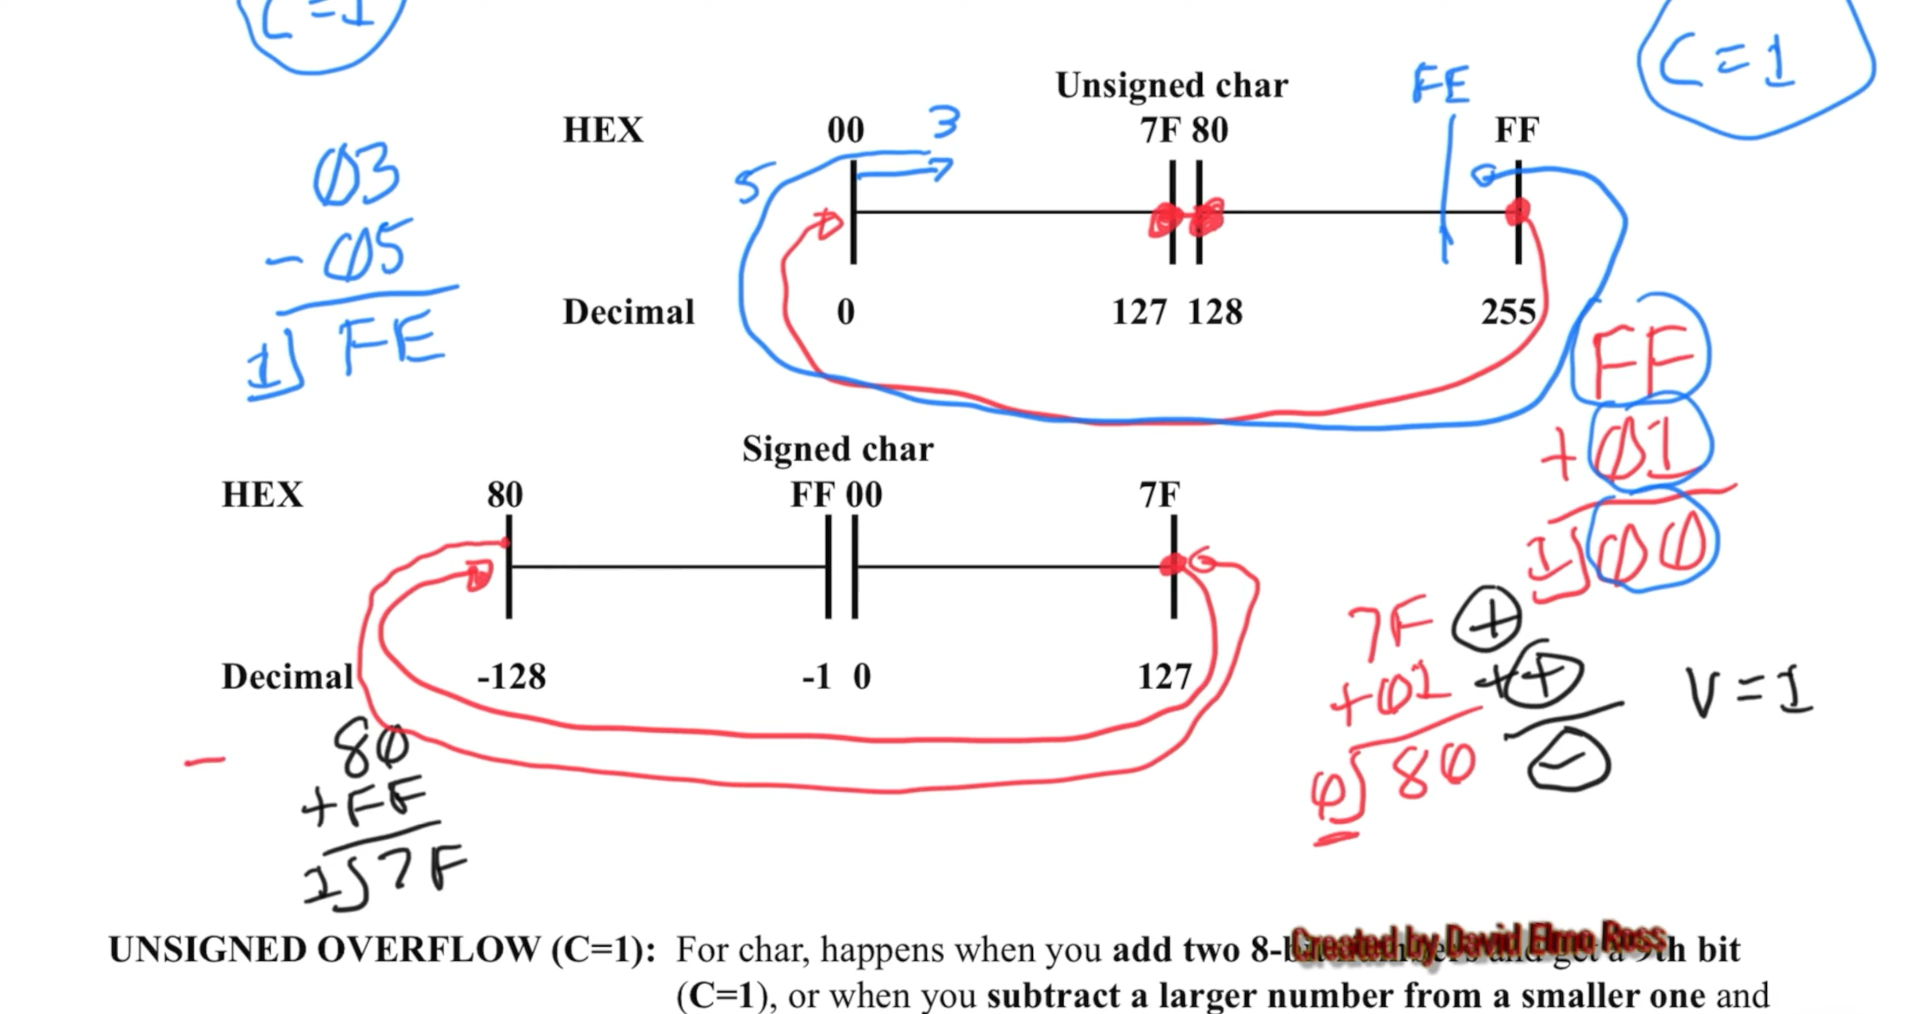 C=1
C=1
Unsigned char
FE
HEX 00 3 7F 80 FF
5
03
- 05
1] FE
Decimal 0 127 128 255
FF
+ 01
1] 00
Signed char
HEX 80 FF 00 7F
Decimal -128 -1 0 127
7F +
+01 ++
0] 80 -
V=1
-
80
+FF
1] 7F
UNSIGNED OVERFLOW (C=1): For char, happens when you add two 8- get a 9th bit
Created by David Elmo Ross
(C=1), or when you subtract a larger number from a smaller one and